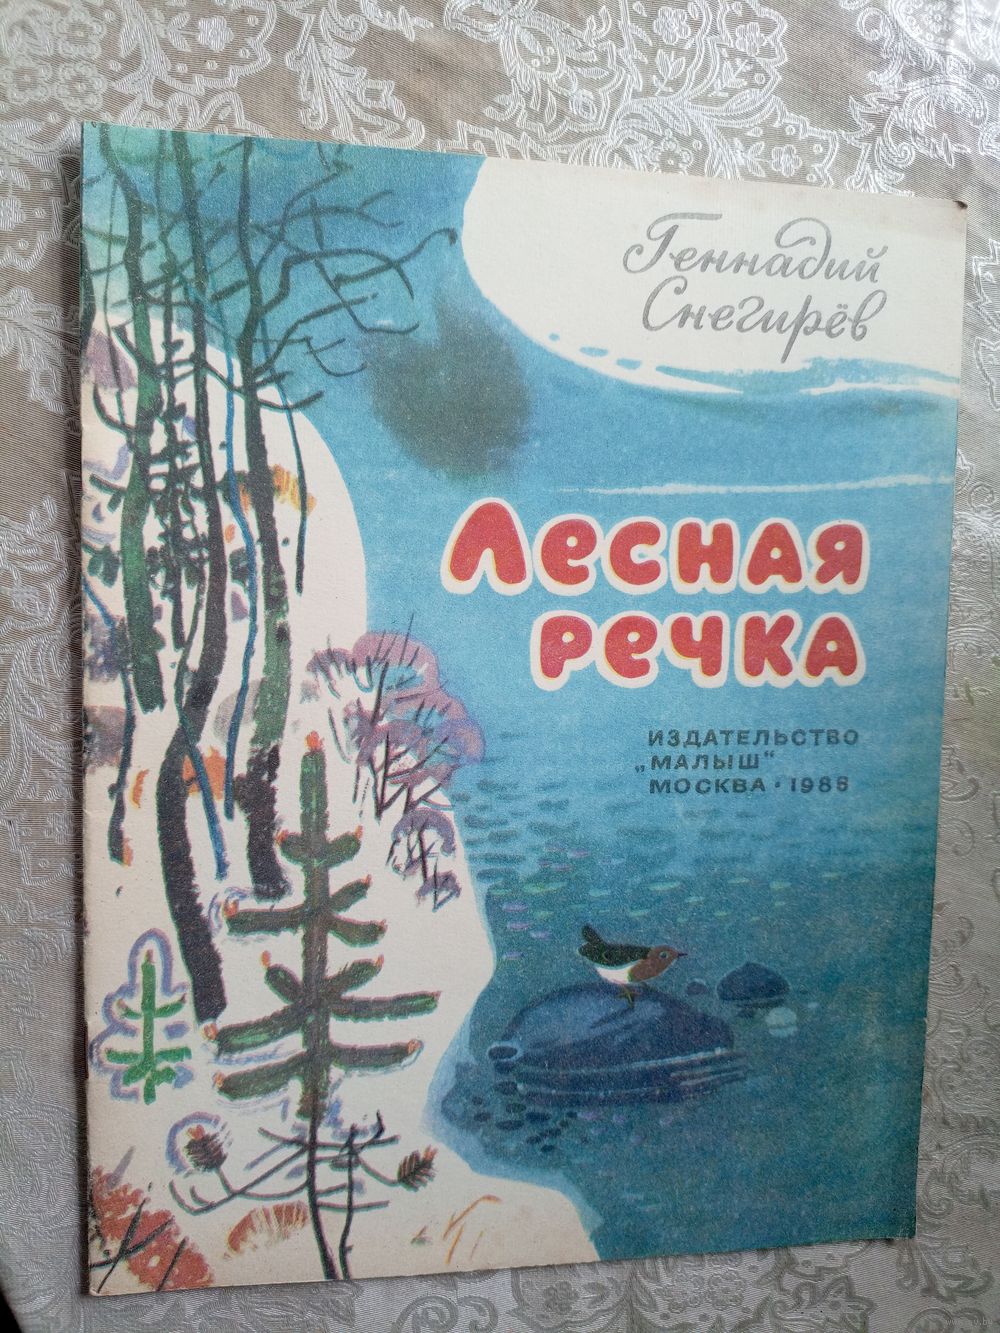 Геннадий
Снегирёв
Лесная
речка
ИЗДАТЕЛЬСТВО
„МАЛЫШ"
МОСКВА · 1986